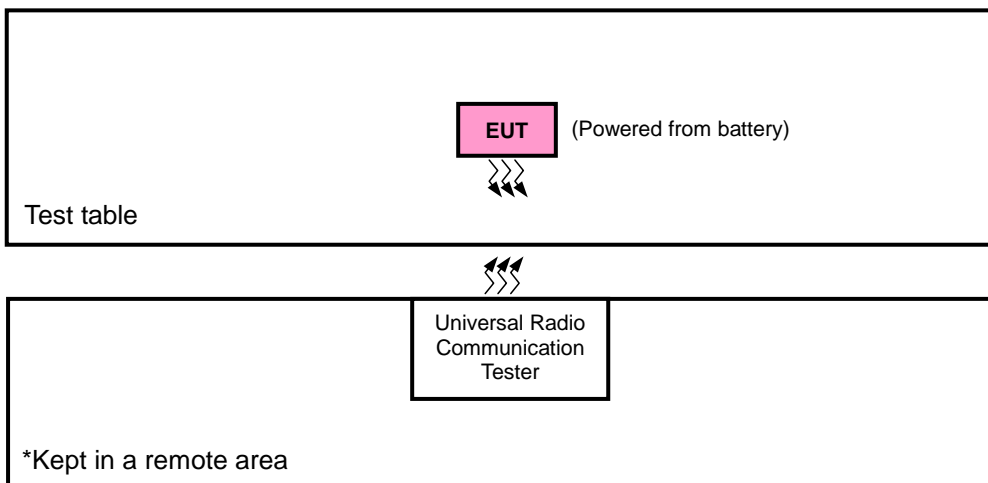 EUT
(Powered from battery)
Test table
Universal Radio
Communication
Tester
*Kept in a remote area